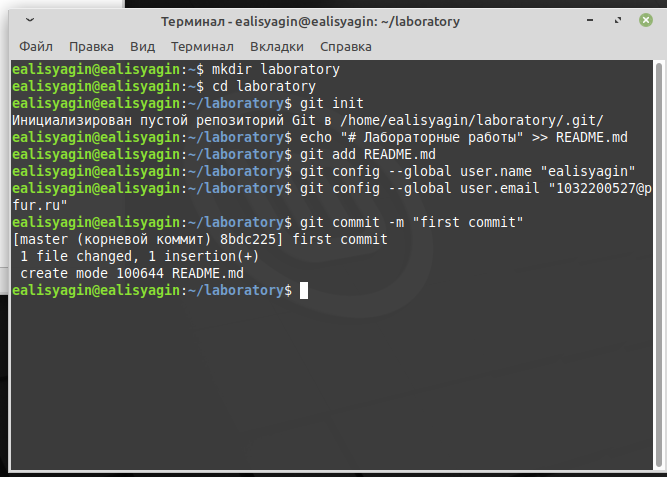 Терминал - ealisyagin@ealisyagin: ~/laboratory
Файл Правка Вид Терминал Вкладки Справка
ealisyagin@ealisyagin:~$ mkdir laboratory
ealisyagin@ealisyagin:~$ cd laboratory
ealisyagin@ealisyagin:~/laboratory$ git init
Инициализирован пустой репозиторий Git в /home/ealisyagin/laboratory/.git/
ealisyagin@ealisyagin:~/laboratory$ echo "# Лабораторные работы" >> README.md
ealisyagin@ealisyagin:~/laboratory$ git add README.md
ealisyagin@ealisyagin:~/laboratory$ git config --global user.name "ealisyagin"
ealisyagin@ealisyagin:~/laboratory$ git config --global user.email "1032200527@p
fur.ru"
ealisyagin@ealisyagin:~/laboratory$ git commit -m "first commit"
[master (корневой коммит) 8bdc225] first commit
 1 file changed, 1 insertion(+)
 create mode 100644 README.md
ealisyagin@ealisyagin:~/laboratory$